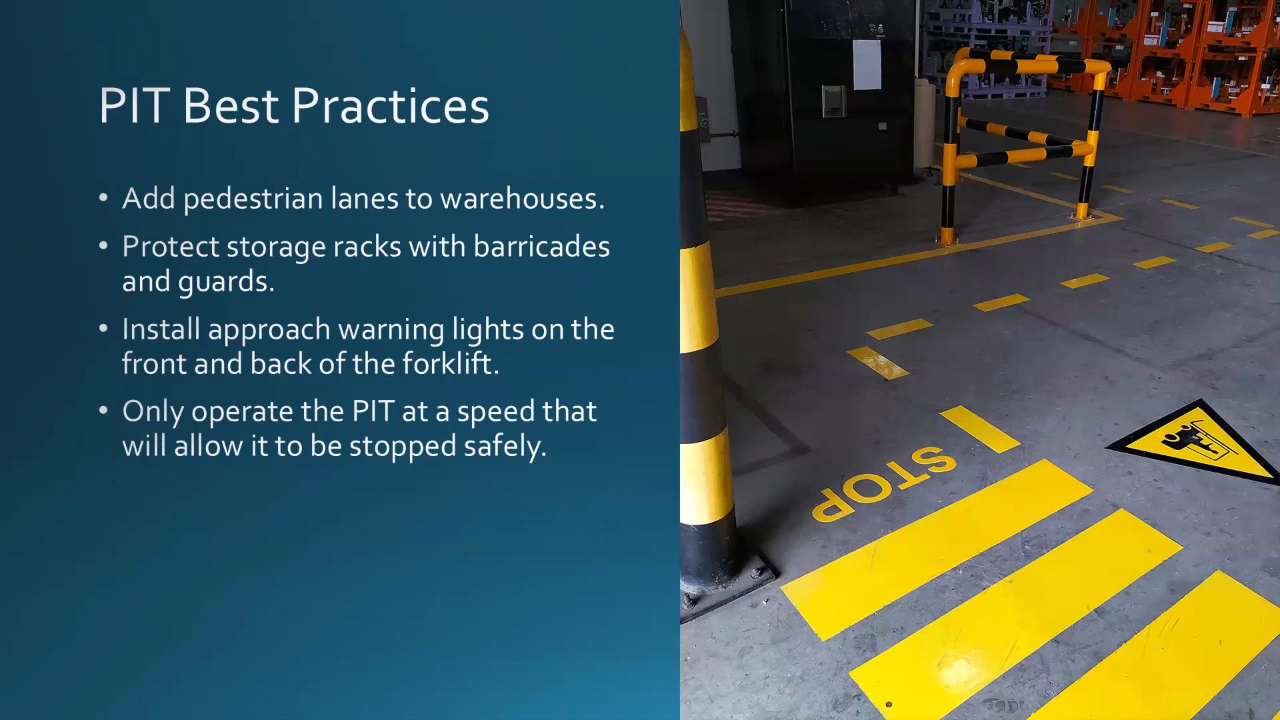 PIT Best Practices
• Add pedestrian lanes to warehouses.
• Protect storage racks with barricades
and guards.
• Install approach warning lights on the
front and back of the forklift.
• Only operate the PIT at a speed that
will allow it to be stopped safely.
STOP